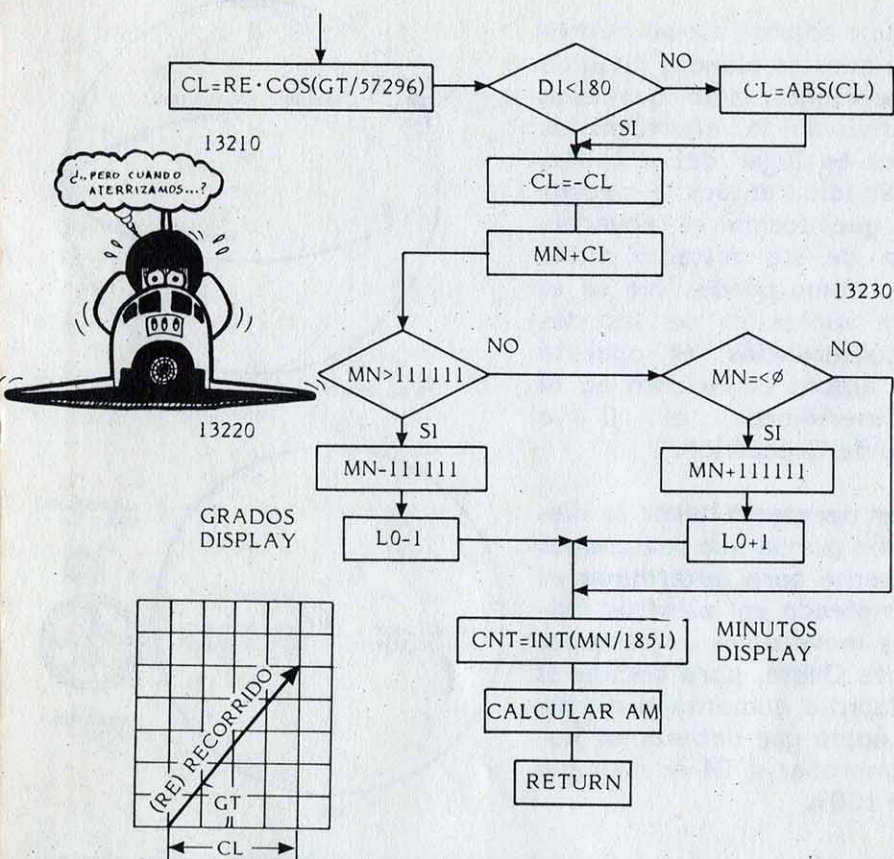 CL=RE·COS(GT/57296)
D1<180
NO
CL=ABS(CL)
SI
13210
CL=-CL
¿..PERO CUANDO
ATERRIZAMOS...?
MN+CL
13230
MN>111111
NO
MN=<ø
NO
13220
SI
SI
MN-111111
MN+111111
GRADOS
DISPLAY
L0-1
L0+1
CNT=INT(MN/1851)
MINUTOS
DISPLAY
CALCULAR AM
RETURN
(RE) RECORRIDO
GT
CL